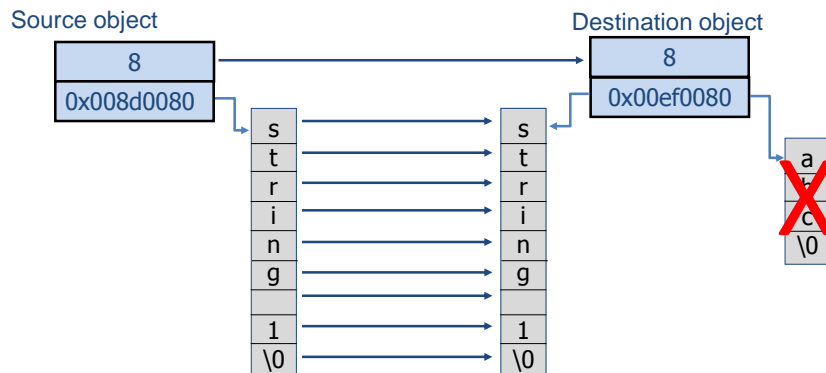 Source object
Destination object
8
8
0x008d0080
0x00ef0080
s
s
t
t
a
r
r
b
i
i
c
n
n
\0
g
g
1
1
\0
\0